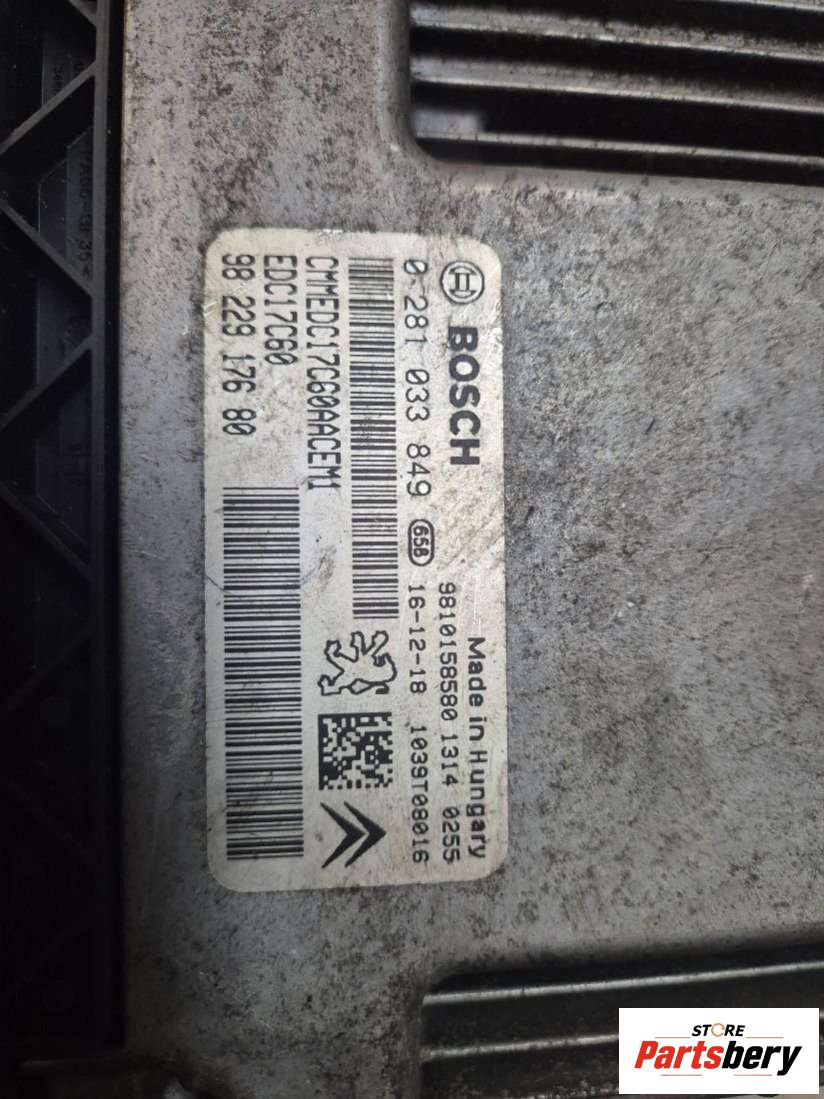 BOSCH
Made in Hungary
9810158580 1314 0255
0 281 033 849 658 16-12-18 1039T08016
CMMEDC17C60AACEM1
EDC17C60
98 229 176 80
STORE
Partsbery